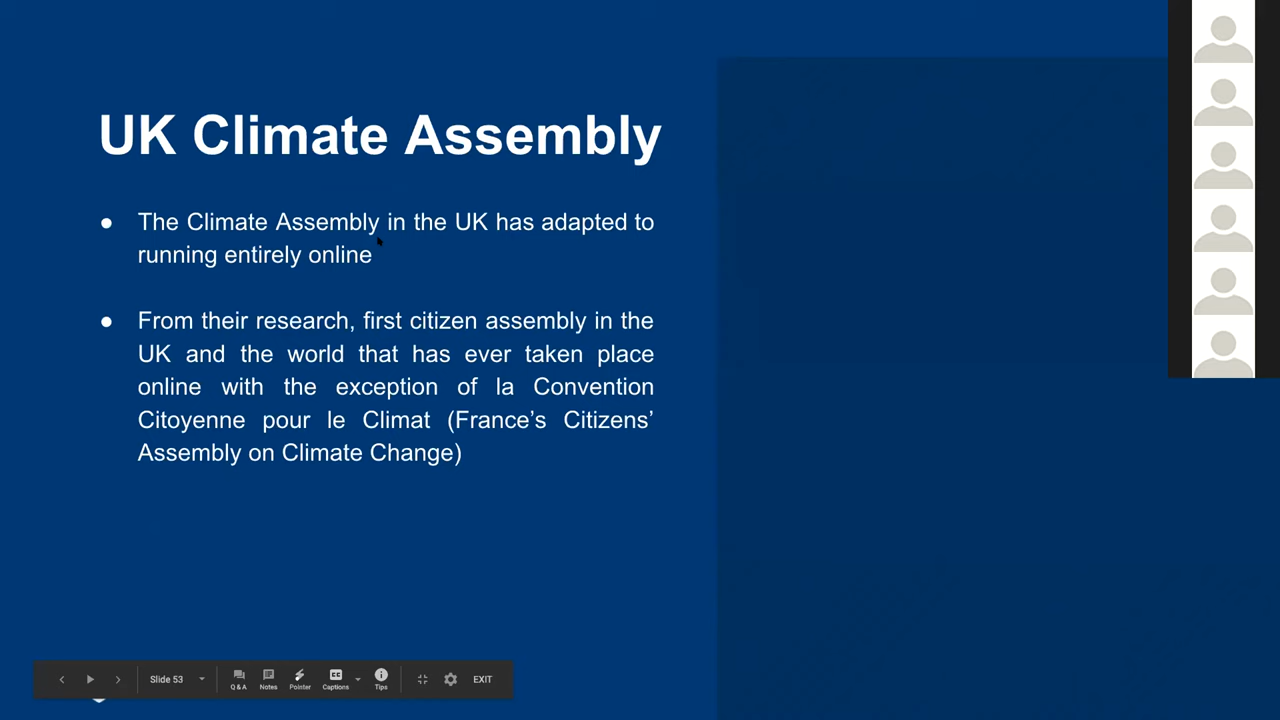 UK Climate Assembly
● The Climate Assembly in the UK has adapted to
running entirely online
● From their research, first citizen assembly in the
UK and the world that has ever taken place
online with the exception of la Convention
Citoyenne pour le Climat (France’s Citizens’
Assembly on Climate Change)
Slide 53
Q & A
Notes
Pointer
Captions
Tips
EXIT